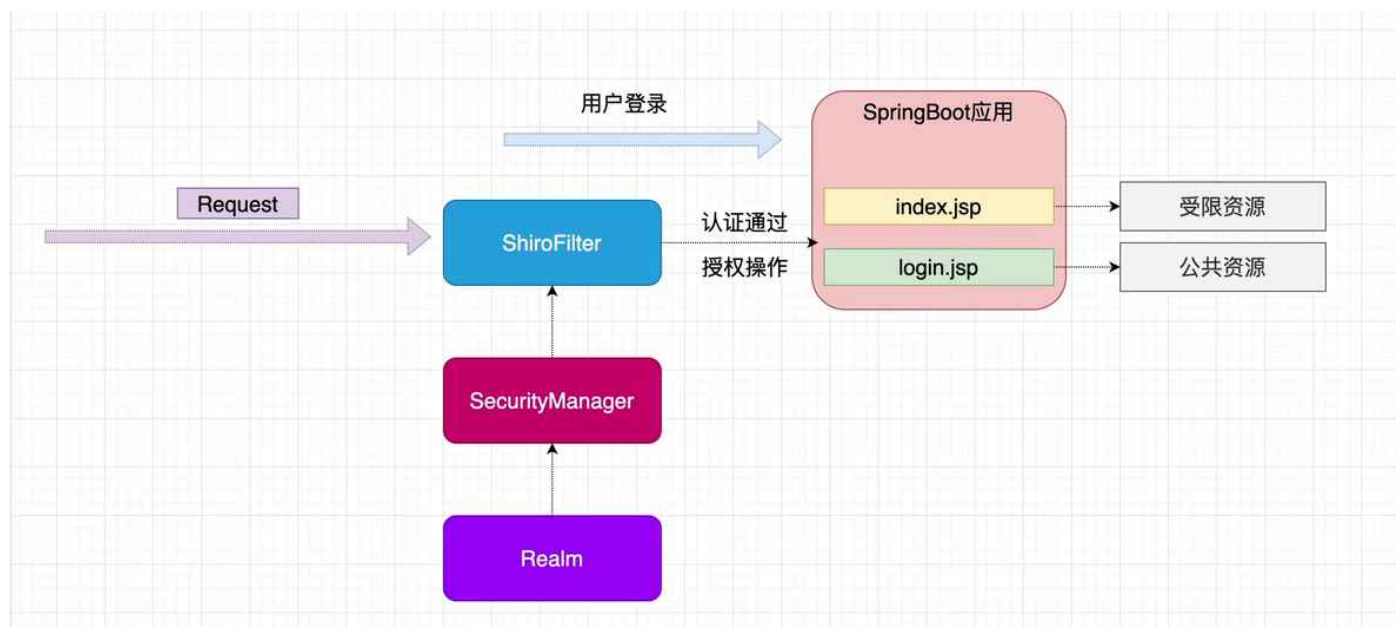 用户登录
SpringBoot应用
Request
index.jsp
受限资源
ShiroFilter
认证通过
授权操作
login.jsp
公共资源
SecurityManager
Realm